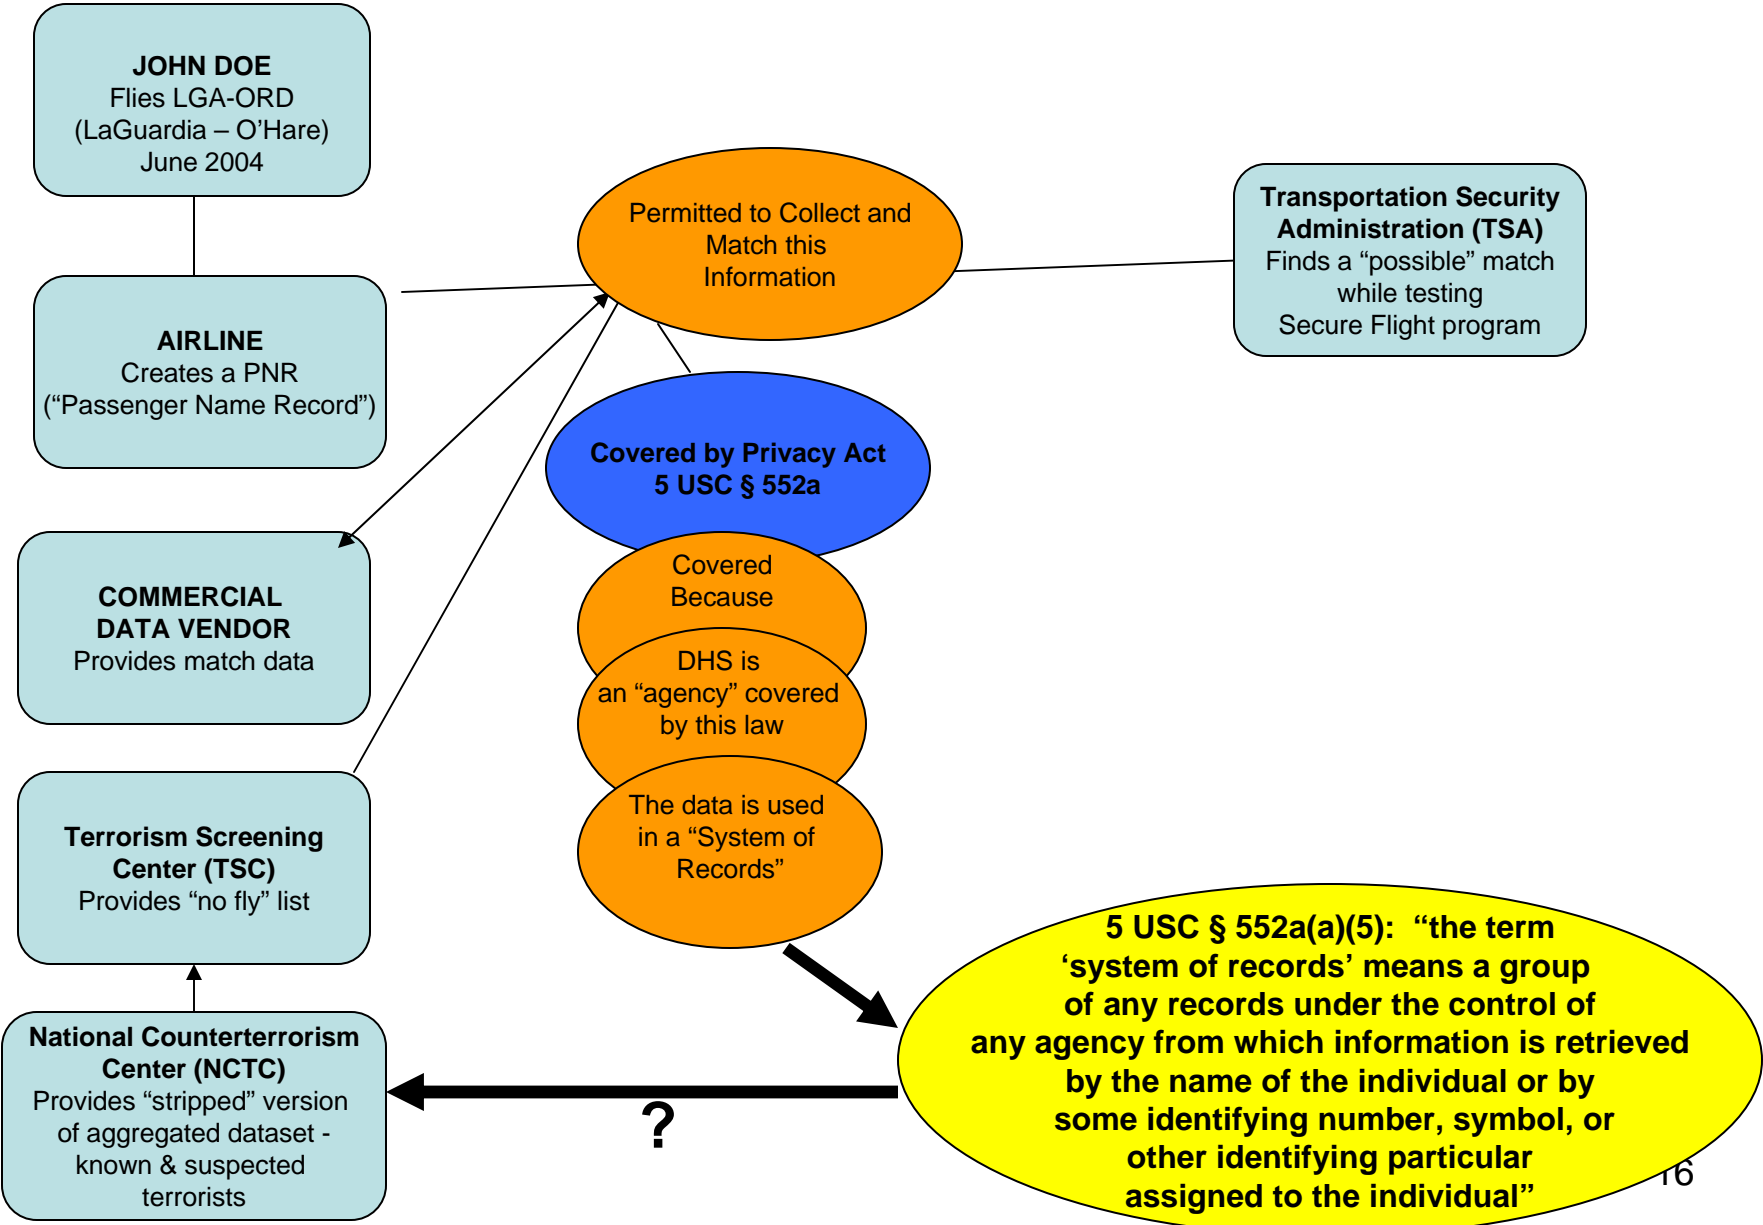 JOHN DOE
Flies LGA-ORD
(LaGuardia – O’Hare)
June 2004
AIRLINE
Creates a PNR
(“Passenger Name Record”)
COMMERCIAL
DATA VENDOR
Provides match data
Terrorism Screening
Center (TSC)
Provides “no fly” list
National Counterterrorism
Center (NCTC)
Provides “stripped” version
of aggregated dataset -
known & suspected
terrorists
Permitted to Collect and
Match this
Information
Transportation Security
Administration (TSA)
Finds a “possible” match
while testing
Secure Flight program
Covered by Privacy Act
5 USC § 552a
Covered
Because
DHS is
an “agency” covered
by this law
The data is used
in a “System of
Records”
5 USC § 552a(a)(5):  “the term
‘system of records’ means a group
of any records under the control of
any agency from which information is retrieved
by the name of the individual or by
some identifying number, symbol, or
other identifying particular
assigned to the individual”
?
16